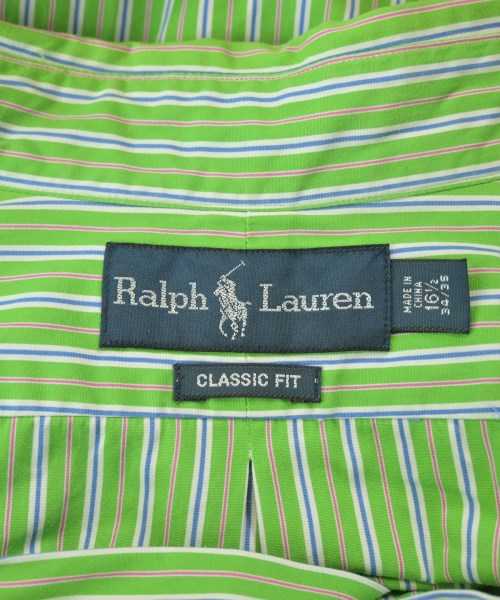 Ralph Lauren
MADE IN
CHINA
16½
34/35
CLASSIC FIT